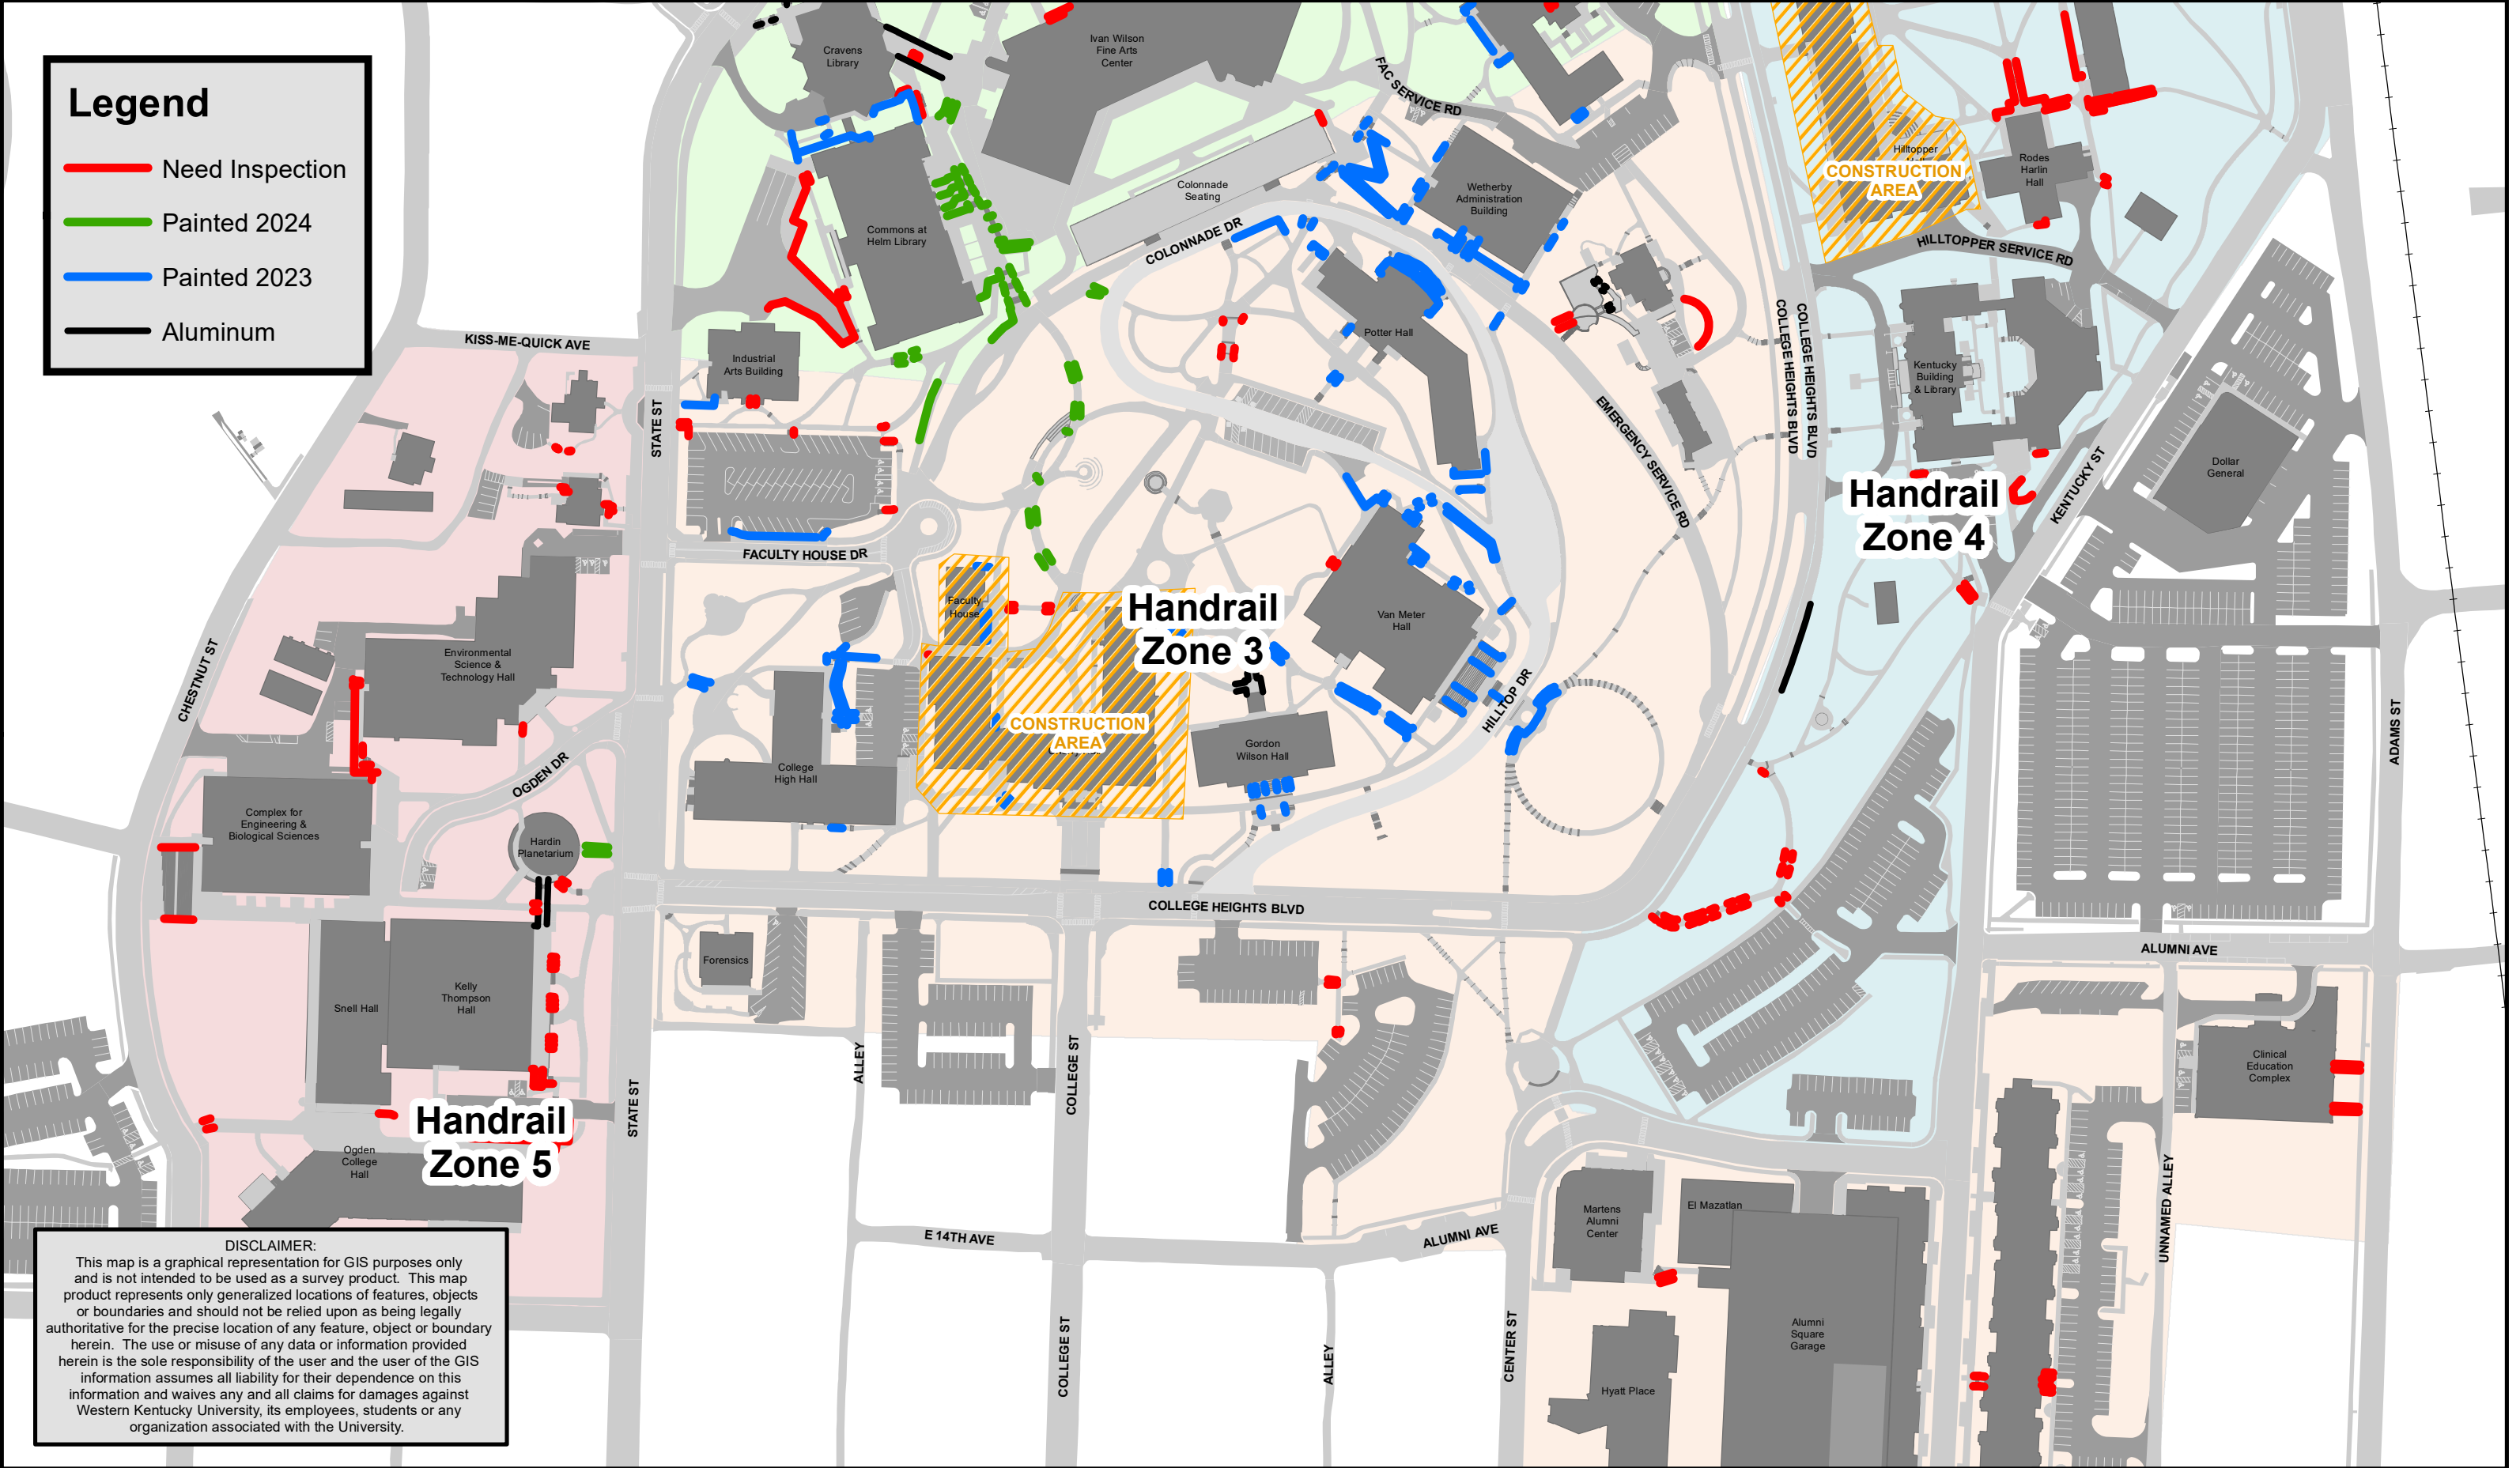 Legend
Need Inspection
Painted 2024
Painted 2023
Aluminum
Cravens
Library
Ivan Wilson
Fine Arts
Center
FAC SERVICE RD
Colonnade
Seating
Wetherby
Administration
Building
Commons at
Helm Library
COLONNADE DR
Hilltopper
CONSTRUCTION
AREA
Rodes
Harlin
Hall
HILLTOPPER SERVICE RD
KISS-ME-QUICK AVE
Industrial
Arts Building
Potter Hall
COLLEGE HEIGHTS BLVD
COLLEGE HEIGHTS BLVD
Kentucky
Building
& Library
STATE ST
EMERGENCY SERVICE RD
Dollar
General
KENTUCKY ST
Handrail
Zone 4
FACULTY HOUSE DR
Faculty
House
Handrail
Zone 3
Van Meter
Hall
CHESTNUT ST
Environmental
Science &
Technology Hall
HILLTOP DR
ADAMS ST
CONSTRUCTION
AREA
Gordon
Wilson Hall
College
High Hall
OGDEN DR
Complex for
Engineering &
Biological Sciences
Hardin
Planetarium
COLLEGE HEIGHTS BLVD
ALUMNI AVE
Forensics
Snell Hall
Kelly
Thompson
Hall
ALLEY
COLLEGE ST
Clinical
Education
Complex
STATE ST
Handrail
Zone 5
Ogden
College
Hall
Martens
Alumni
Center
El Mazatlan
UNNAMED ALLEY
E 14TH AVE
ALUMNI AVE
COLLEGE ST
ALLEY
CENTER ST
Alumni
Square
Garage
Hyatt Place
DISCLAIMER:
This map is a graphical representation for GIS purposes only
and is not intended to be used as a survey product. This map
product represents only generalized locations of features, objects
or boundaries and should not be relied upon as being legally
authoritative for the precise location of any feature, object or boundary
herein. The use or misuse of any data or information provided
herein is the sole responsibility of the user and the user of the GIS
information assumes all liability for their dependence on this
information and waives any and all claims for damages against
Western Kentucky University, its employees, students or any
organization associated with the University.